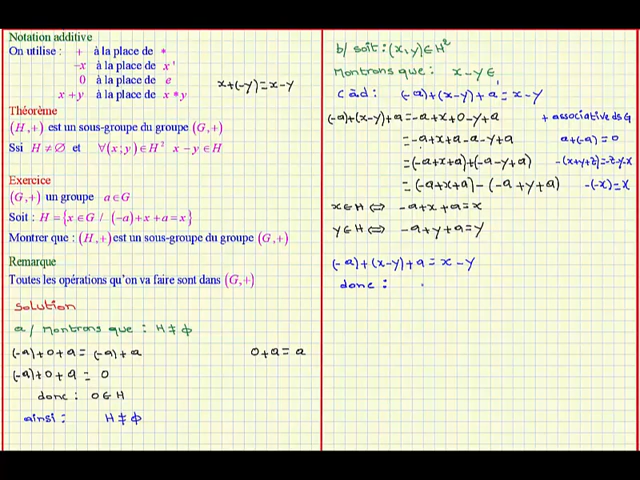 Notation additive
On utilise : + à la place de *
-x à la place de x'
0 à la place de e
x + y à la place de x * y
x+(-y)=x-y
Théorème
(H,+) est un sous-groupe du groupe (G,+)
Ssi H ≠ ∅ et ∀(x;y)∈H² x-y∈H
Exercice
(G,+) un groupe a∈G
Soit : H={x∈G / (-a)+x+a=x}
Montrer que : (H,+) est un sous-groupe du groupe (G,+)
Remarque
Toutes les opérations qu'on va faire sont dans (G,+)
Solution
a/ Montrons que : H ≠ ∅
(-a)+0+a = (-a)+a 0+a = a
(-a)+0+a = 0
donc : 0∈H
ainsi : H ≠ ∅
b/ soit : (x,y)∈H²
Montrons que : x-y∈
c à d : (-a)+(x-y)+a = x-y
(-a)+(x-y)+a = -a+x+0-y+a + associative ds G
= -a+x+a-a-y+a a+(-a) = 0
= (-a+x+a)+(-a-y+a) -(x+y+z)=-z-y-x
= (-a+x+a) - (-a+y+a) -(-x) = x
x∈H ⇔ -a+x+a=x
y∈H ⇔ -a+y+a=y
(-a)+(x-y)+a = x-y
donc :